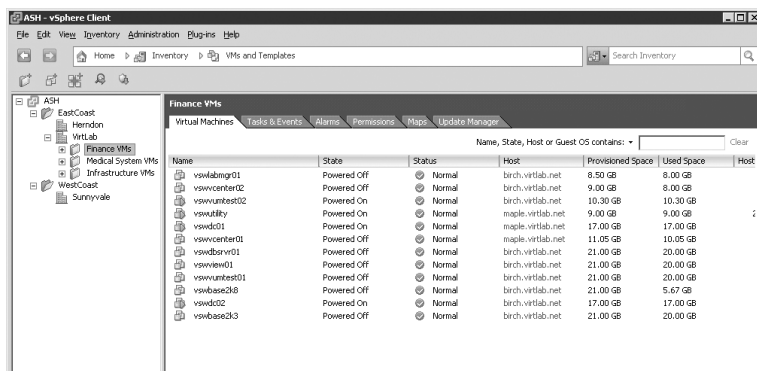 ASH - vSphere Client
File Edit View Inventory Administration Plug-ins Help
Home Inventory VMs and Templates Search Inventory
ASH
EastCoast
Herndon
VirtLab
Finance VMs
Medical System VMs
Infrastructure VMs
WestCoast
Sunnyvale
Finance VMs
Virtual Machines Tasks & Events Alarms Permissions Maps Update Manager
Name, State, Host or Guest OS contains: Clear
Name State Status Host Provisioned Space Used Space Host
vswlabmgr01 Powered Off Normal birch.virtlab.net 8.50 GB 8.00 GB
vswvcenter02 Powered Off Normal birch.virtlab.net 9.00 GB 8.00 GB
vswvumtest02 Powered On Normal birch.virtlab.net 10.30 GB 10.30 GB
vswutility Powered On Normal maple.virtlab.net 9.00 GB 9.00 GB 2
vswdc01 Powered On Normal maple.virtlab.net 17.00 GB 17.00 GB
vswvcenter01 Powered Off Normal maple.virtlab.net 11.05 GB 10.05 GB
vswdbsrvr01 Powered Off Normal birch.virtlab.net 21.00 GB 20.00 GB
vswview01 Powered Off Normal birch.virtlab.net 21.00 GB 20.00 GB
vswvumtest01 Powered Off Normal birch.virtlab.net 21.00 GB 20.00 GB
vswbase2k8 Powered Off Normal birch.virtlab.net 21.00 GB 5.67 GB
vswdc02 Powered On Normal birch.virtlab.net 17.00 GB 17.00 GB
vswbase2k3 Powered Off Normal birch.virtlab.net 21.00 GB 20.00 GB